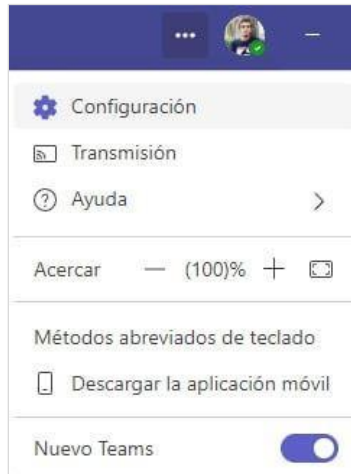 Configuración
Transmisión
Ayuda
Acercar — (100)% +
Métodos abreviados de teclado
Descargar la aplicación móvil
Nuevo Teams